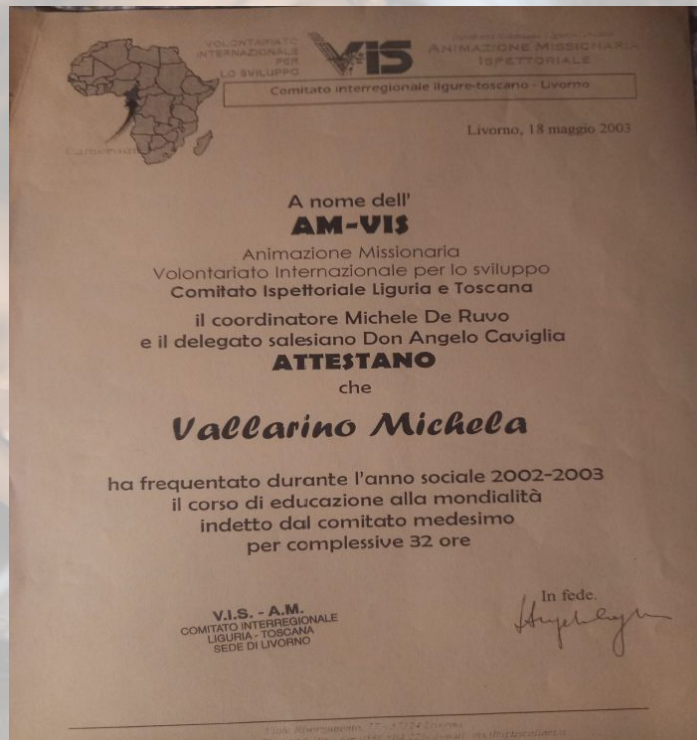 VOLONTARIATO
INTERNAZIONALE
PER
LO SVILUPPO
VIS
ANIMAZIONE MISSIONARIA
ISPETTORIALE
Comitato interregionale ligure-toscano - Livorno
Livorno, 18 maggio 2003
A nome dell'
AM-VIS
Animazione Missionaria
Volontariato Internazionale per lo sviluppo
Comitato Ispettoriale Liguria e Toscana
il coordinatore Michele De Ruvo
e il delegato salesiano Don Angelo Caviglia
ATTESTANO
che
Vallarino Michela
ha frequentato durante l'anno sociale 2002-2003
il corso di educazione alla mondialità
indetto dal comitato medesimo
per complessive 32 ore
In fede.
V.I.S. - A.M.
COMITATO INTERREGIONALE
LIGURIA - TOSCANA
SEDE DI LIVORNO